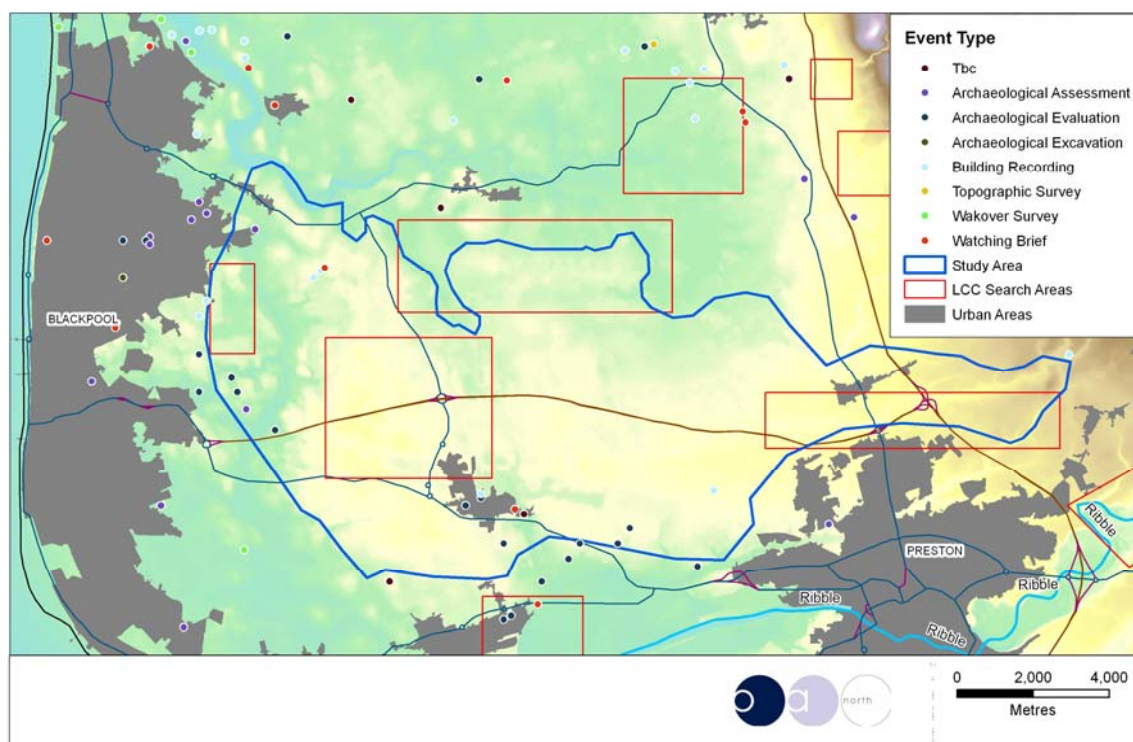 Event Type
Tbc
Archaeological Assessment
Archaeological Evaluation
Archaeological Excavation
Building Recording
Topographic Survey
Wakover Survey
Watching Brief
Study Area
LCC Search Areas
Urban Areas
BLACKPOOL
PRESTON
Ribble
Ribble
Ribble
Ribble
o a north
0 2,000 4,000
Metres